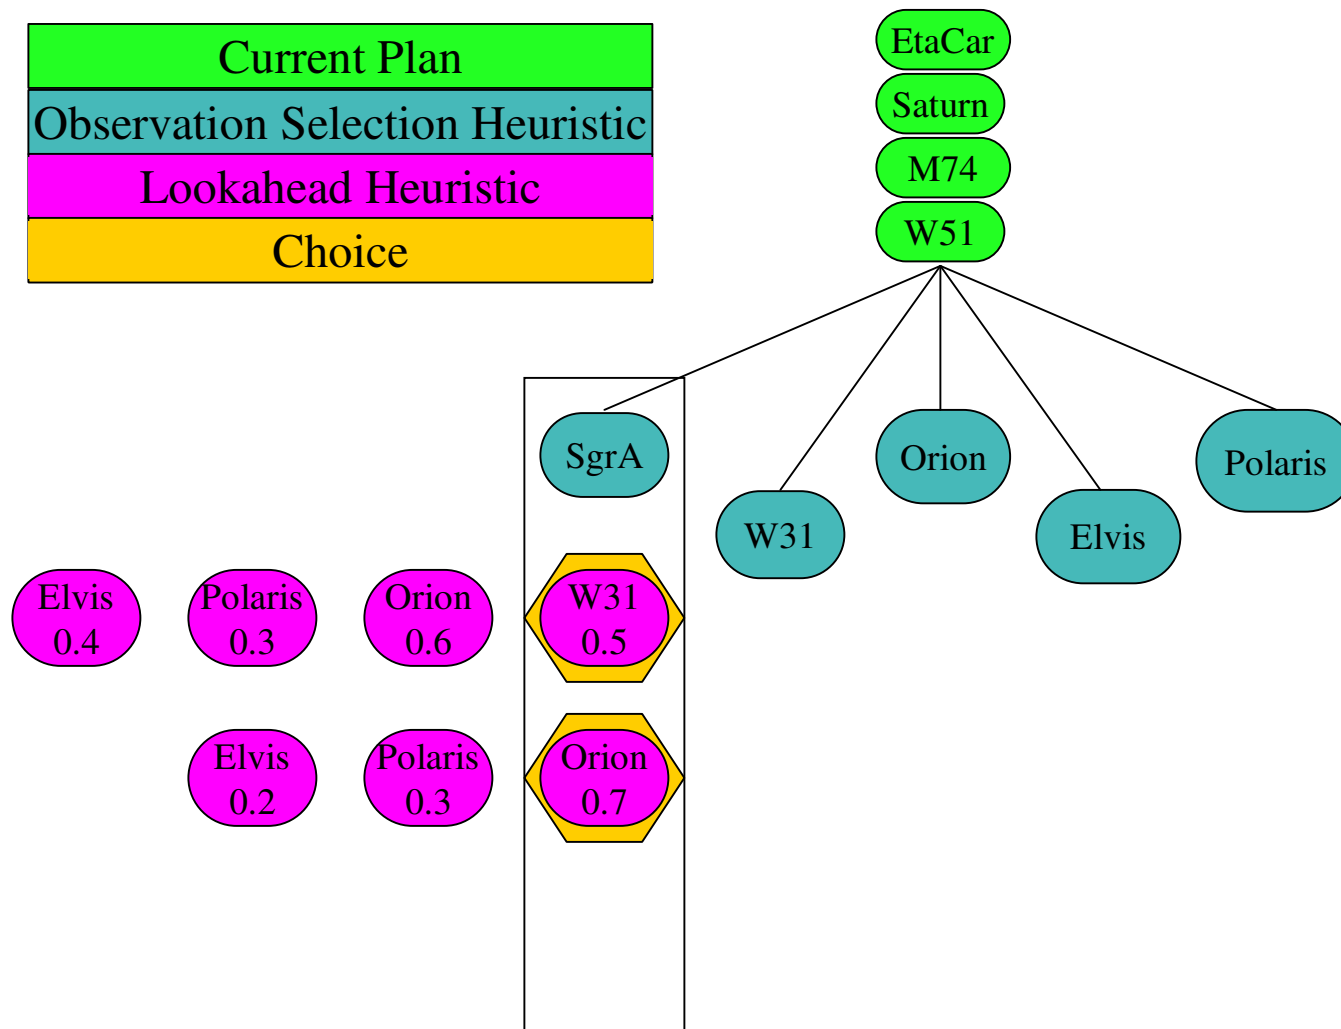 Current Plan
Observation Selection Heuristic
Lookahead Heuristic
Choice
EtaCar
Saturn
M74
W51
SgrA
W31
Orion
Elvis
Polaris
Elvis
0.4
Polaris
0.3
Orion
0.6
W31
0.5
Elvis
0.2
Polaris
0.3
Orion
0.7